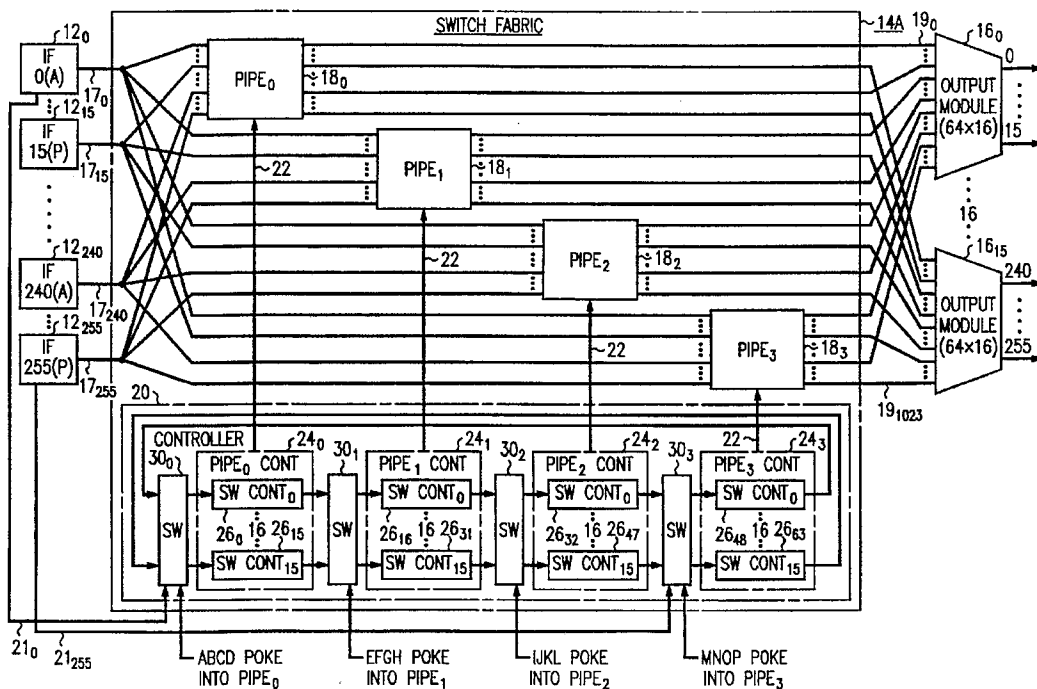 SWITCH FABRIC
14A
12₀
IF
0(A)
17₀
12₁₅
IF
15(P)
17₁₅
12₂₄₀
IF
240(A)
17₂₄₀
12₂₅₅
IF
255(P)
17₂₅₅
PIPE₀
18₀
22
PIPE₁
18₁
22
PIPE₂
18₂
22
PIPE₃
18₃
22
19₀
16₀
OUTPUT
MODULE
(64×16)
0
15
16
16₁₅
OUTPUT
MODULE
(64×16)
240
255
19₁₀₂₃
20
CONTROLLER
30₀
SW
24₀
PIPE₀ CONT
SW CONT₀
26₀
16
26₁₅
SW CONT₁₅
30₁
SW
24₁
PIPE₁ CONT
SW CONT₀
26₁₆
16
26₃₁
SW CONT₁₅
30₂
SW
24₂
PIPE₂ CONT
SW CONT₀
26₃₂
16
26₄₇
SW CONT₁₅
30₃
SW
24₃
PIPE₃ CONT
SW CONT₀
26₄₈
16
26₆₃
SW CONT₁₅
21₀
21₂₅₅
ABCD POKE
INTO PIPE₀
EFGH POKE
INTO PIPE₁
IJKL POKE
INTO PIPE₂
MNOP POKE
INTO PIPE₃